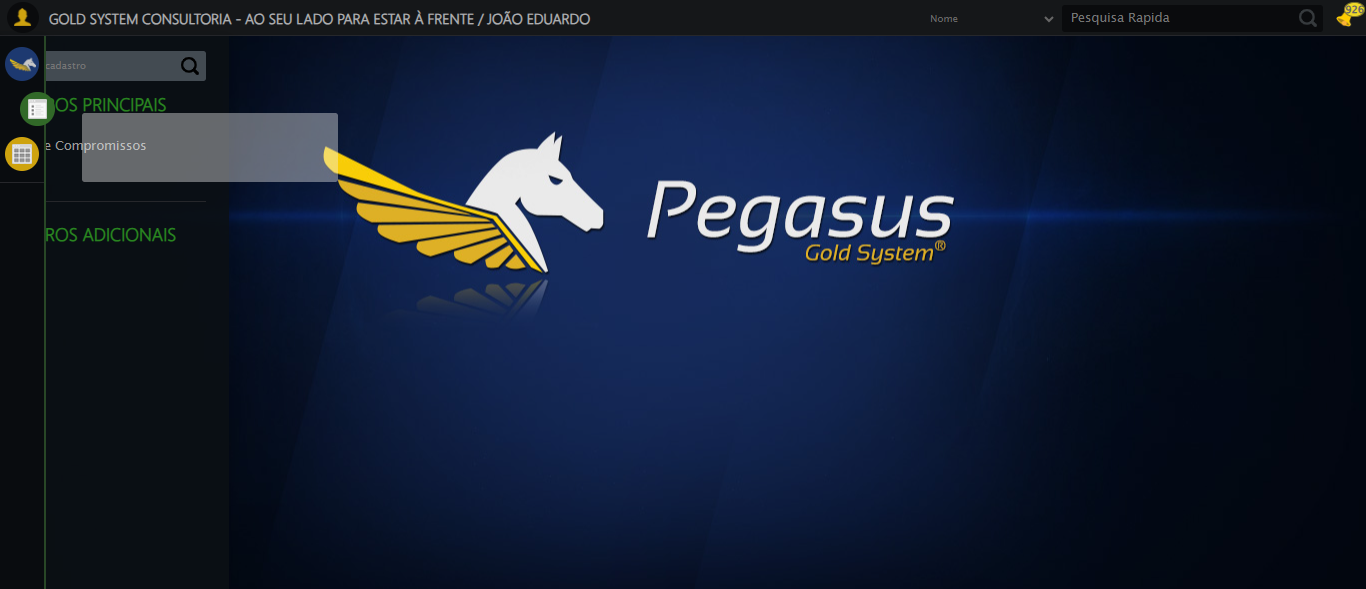 GOLD SYSTEM CONSULTORIA - AO SEU LADO PARA ESTAR À FRENTE / JOÃO EDUARDO
Nome
Pesquisa Rapida
926
cadastro
OS PRINCIPAIS
e Compromissos
ROS ADICIONAIS
Pegasus
Gold System®